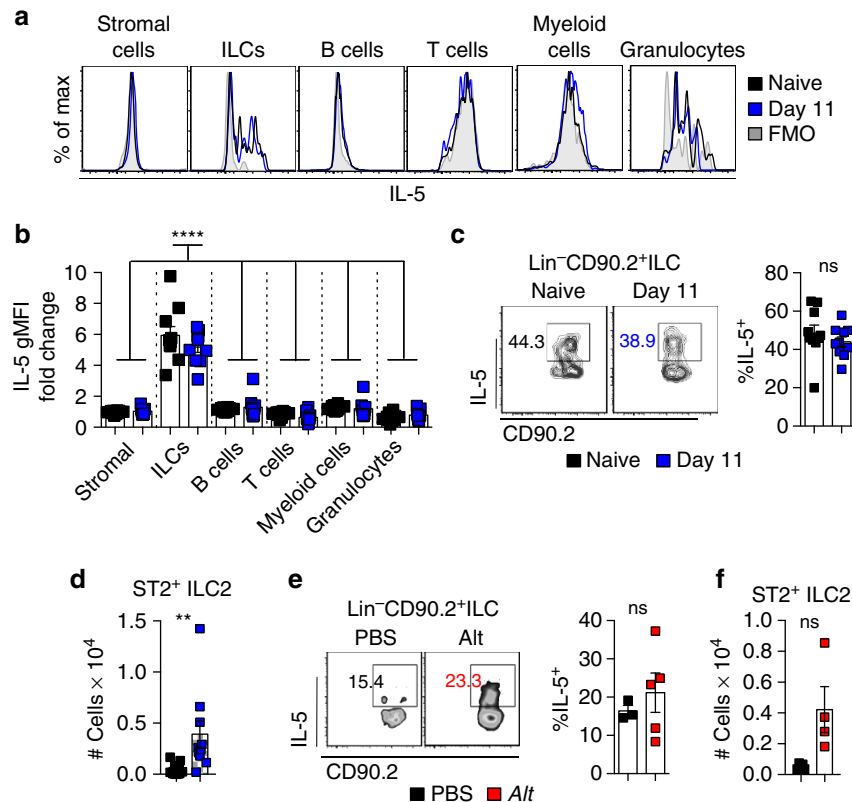 a
Stromal cells
ILCs
B cells
T cells
Myeloid cells
Granulocytes
% of max
IL-5
Naive
Day 11
FMO
b
****
IL-5 gMFI
fold change
10
8
6
4
2
0
Stromal
ILCs
B cells
T cells
Myeloid cells
Granulocytes
c
Lin⁻CD90.2⁺ILC
Naive
Day 11
44.3
38.9
IL-5
CD90.2
ns
%IL-5⁺
80
60
40
20
0
Naive
Day 11
d
ST2⁺ ILC2
**
# Cells × 10⁴
1.5
1.0
0.5
0.0
e
Lin⁻CD90.2⁺ILC
PBS
Alt
15.4
23.3
IL-5
CD90.2
ns
%IL-5⁺
40
30
20
10
0
PBS
Alt
f
ST2⁺ ILC2
ns
# Cells × 10⁴
1.0
0.8
0.6
0.4
0.2
0.0